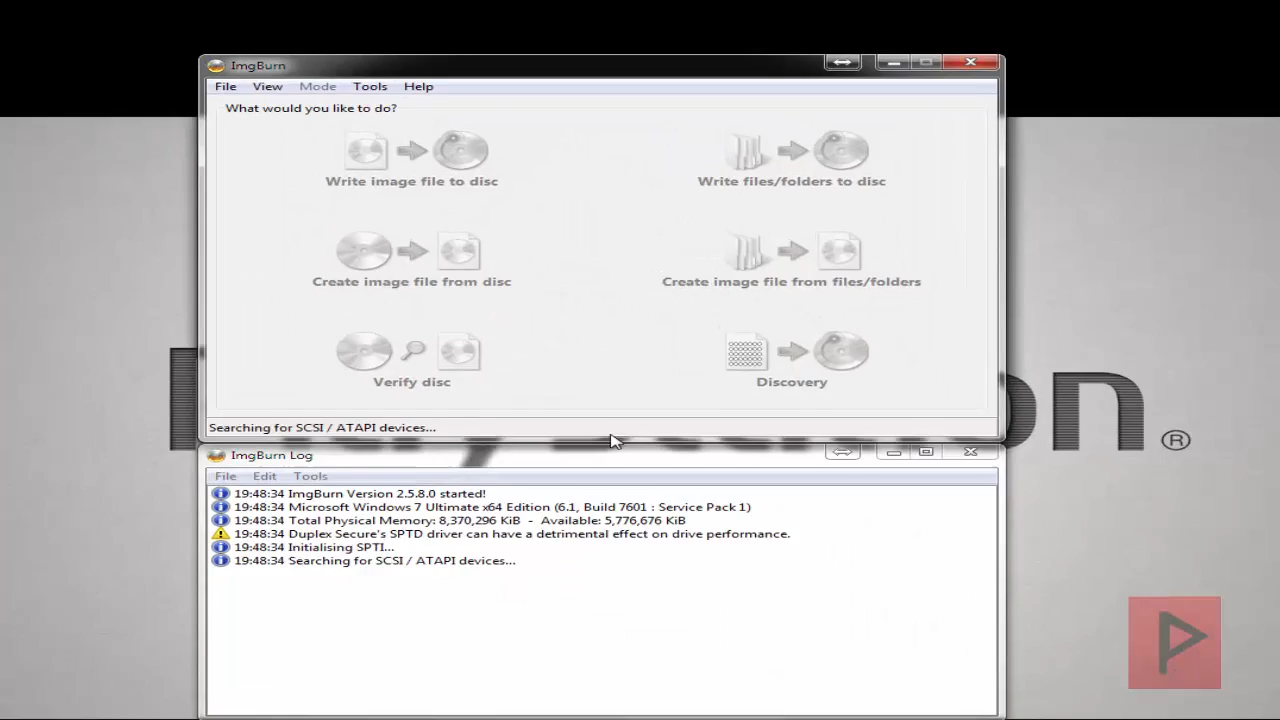 ImgBurn
File View Mode Tools Help
What would you like to do?
Write image file to disc
Write files/folders to disc
Create image file from disc
Create image file from files/folders
Verify disc
Discovery
Searching for SCSI / ATAPI devices...
ImgBurn Log
File Edit Tools
19:48:34 ImgBurn Version 2.5.8.0 started!
19:48:34 Microsoft Windows 7 Ultimate x64 Edition (6.1, Build 7601 : Service Pack 1)
19:48:34 Total Physical Memory: 8,370,296 KiB - Available: 5,776,676 KiB
19:48:34 Duplex Secure's SPTD driver can have a detrimental effect on drive performance.
19:48:34 Initialising SPTI...
19:48:34 Searching for SCSI / ATAPI devices...